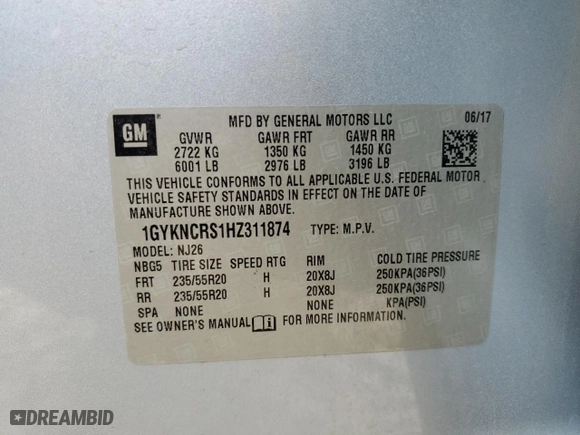 GM
MFD BY GENERAL MOTORS LLC 06/17
GVWR GAWR FRT GAWR RR
2722 KG 1350 KG 1450 KG
6001 LB 2976 LB 3196 LB
THIS VEHICLE CONFORMS TO ALL APPLICABLE U.S. FEDERAL MOTOR
VEHICLE SAFETY STANDARDS IN EFFECT ON THE DATE OF
MANUFACTURE SHOWN ABOVE.
1GYKNCRS1HZ311874 TYPE: M.P.V.
MODEL: NJ26
NBG5 TIRE SIZE SPEED RTG RIM COLD TIRE PRESSURE
FRT 235/55R20 H 20X8J 250KPA(36PSI)
RR 235/55R20 H 20X8J 250KPA(36PSI)
SPA NONE NONE KPA(PSI)
SEE OWNER'S MANUAL FOR MORE INFORMATION.
DREAMBID